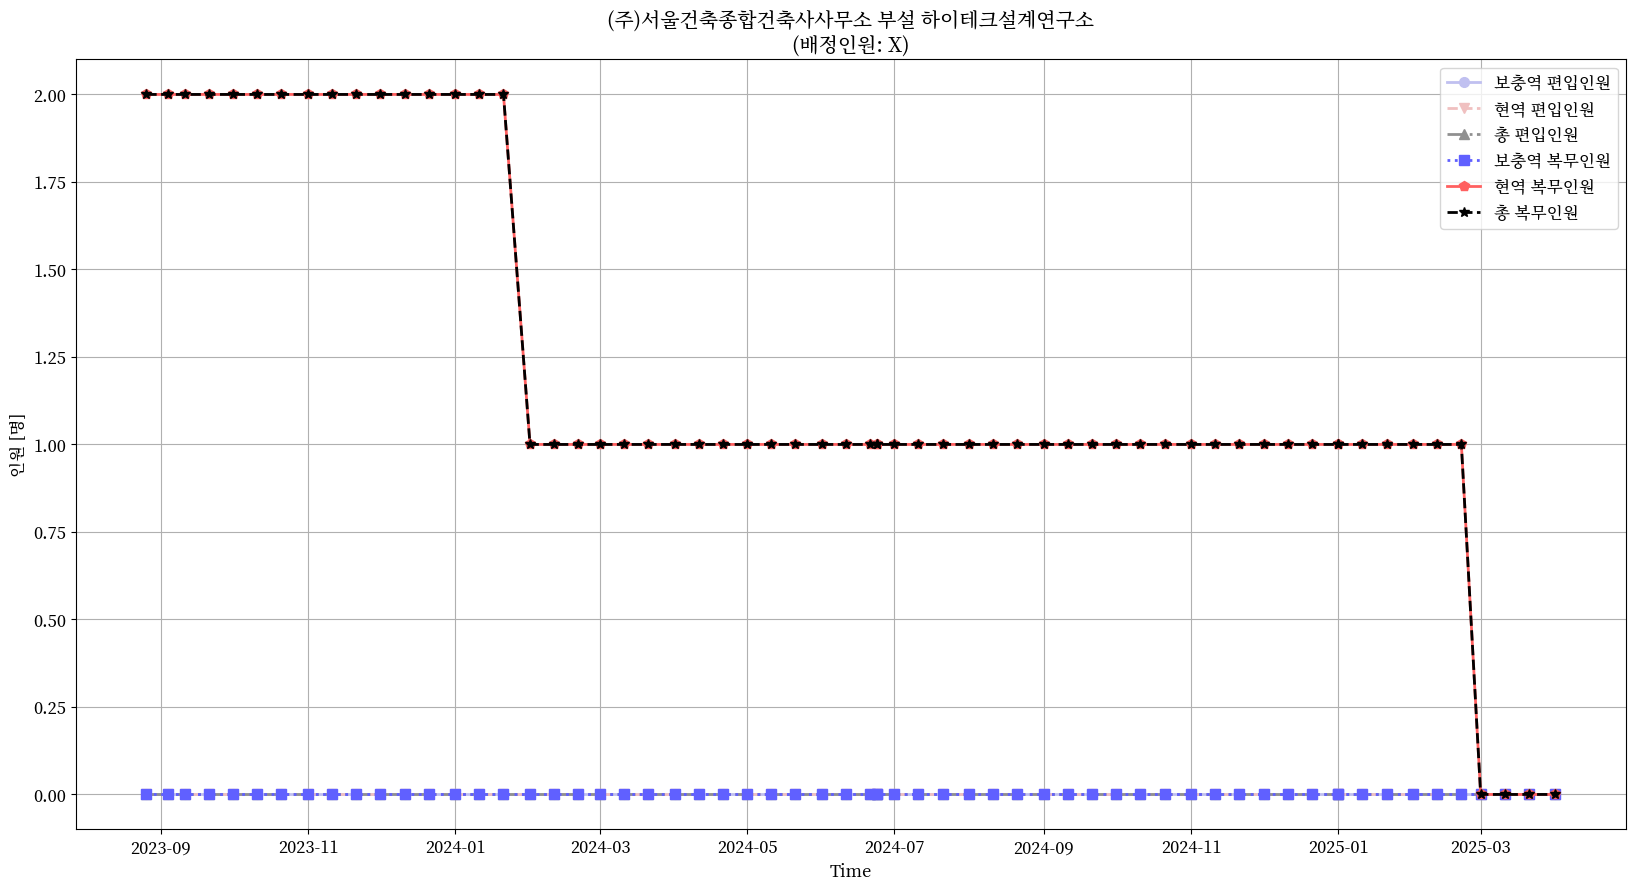 (주)서울건축종합건축사사무소 부설 하이테크설계연구소
(배정인원: X)
보충역 편입인원
현역 편입인원
총 편입인원
보충역 복무인원
현역 복무인원
총 복무인원
2.00
1.75
1.50
1.25
1.00
0.75
0.50
0.25
0.00
인원 [명]
2023-09 2023-11 2024-01 2024-03 2024-05 2024-07 2024-09 2024-11 2025-01 2025-03
Time